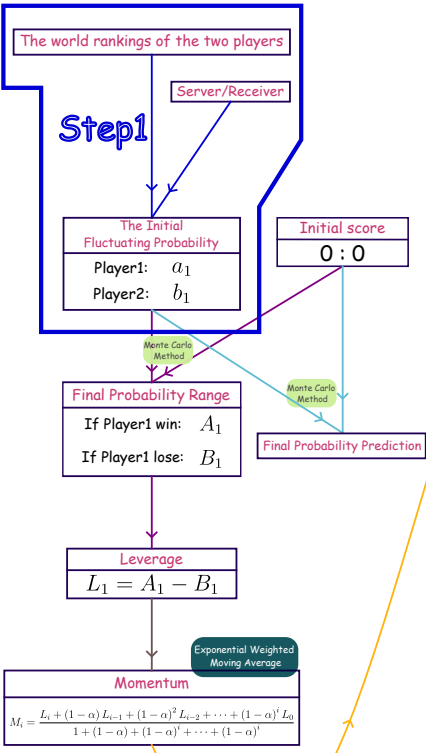 The world rankings of the two players
Server/Receiver
Step1
The Initial
Fluctuating Probability
Player1: a₁
Player2: b₁
Initial score
0 : 0
Monte Carlo
Method
Monte Carlo
Method
Final Probability Range
If Player1 win: A₁
If Player1 lose: B₁
Final Probability Prediction
Leverage
L₁ = A₁ − B₁
Exponential Weighted
Moving Average
Momentum
Mᵢ = (Lᵢ + (1 − α) Lᵢ₋₁ + (1 − α)² Lᵢ₋₂ + ⋯ + (1 − α)ⁱ L₀) / (1 + (1 − α) + (1 − α)ⁱ + ⋯ + (1 − α)ⁱ)